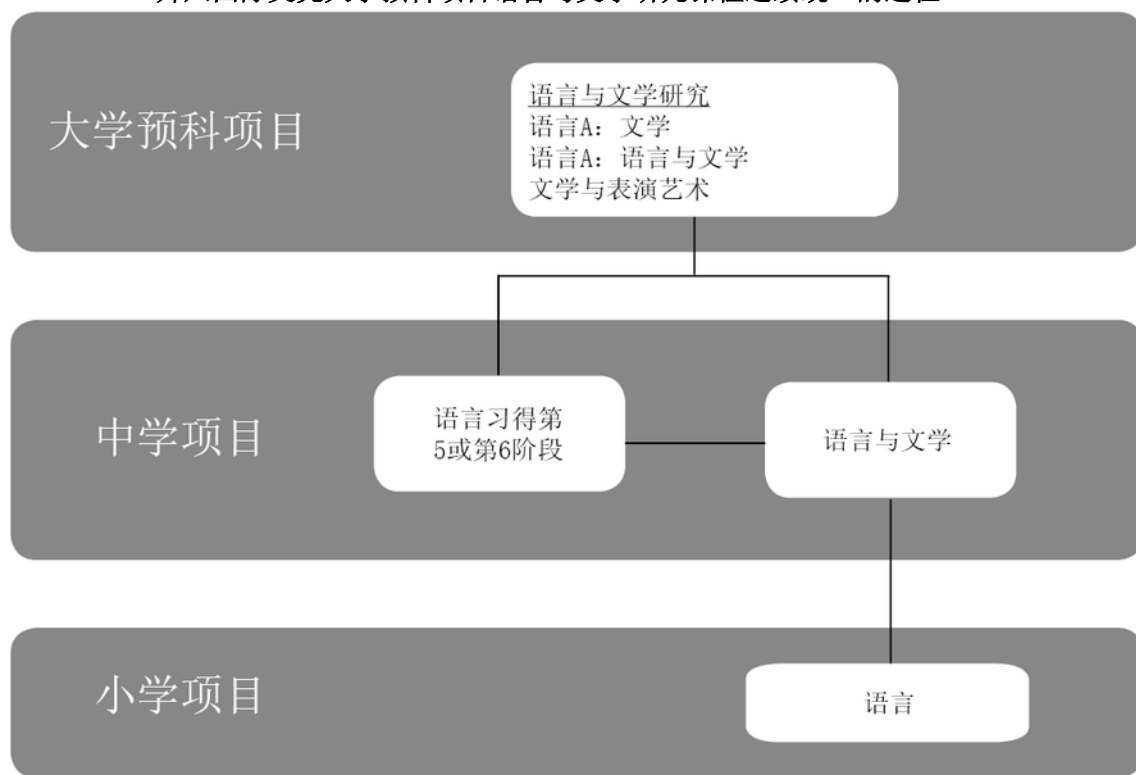 大学预科项目
语言与文学研究
语言A：文学
语言A：语言与文学
文学与表演艺术
中学项目
语言习得第
5或第6阶段
语言与文学
小学项目
语言